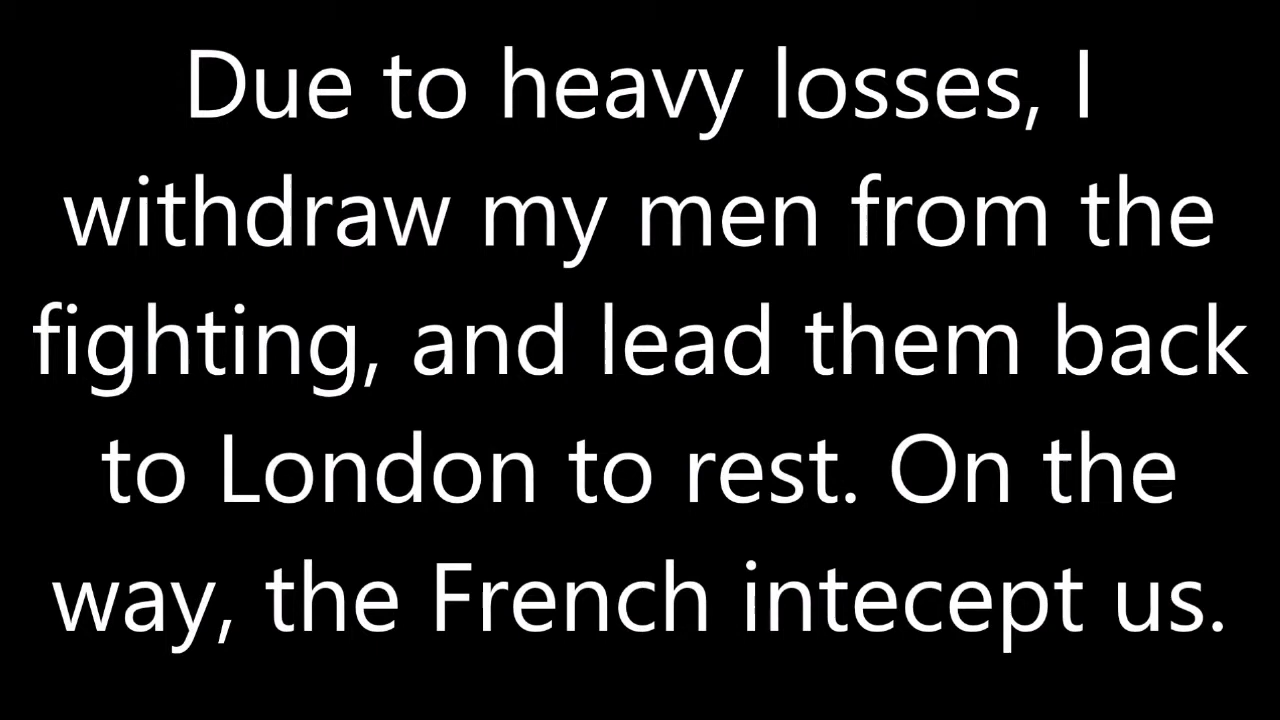 Due to heavy losses, I
withdraw my men from the
fighting, and lead them back
to London to rest. On the
way, the French intecept us.